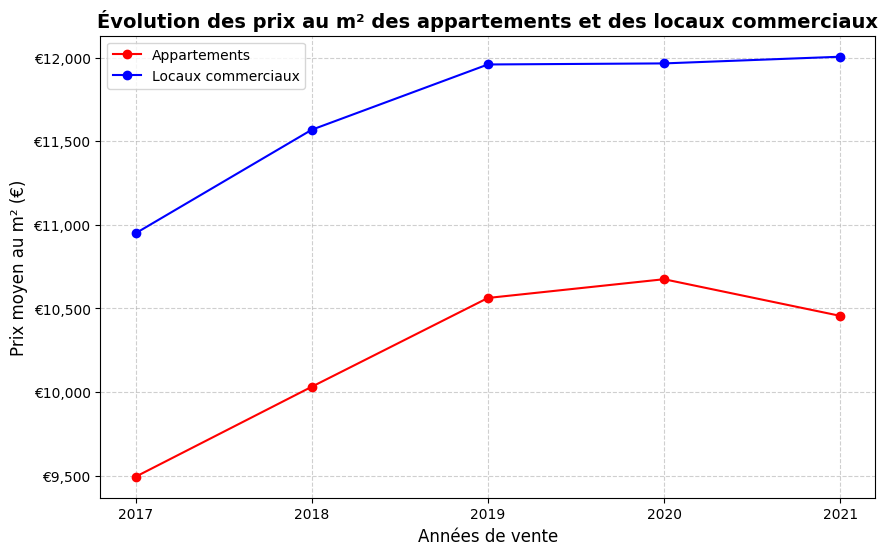 Évolution des prix au m² des appartements et des locaux commerciaux
Appartements
Locaux commerciaux
Prix moyen au m² (€)
€12,000
€11,500
€11,000
€10,500
€10,000
€9,500
2017 2018 2019 2020 2021
Années de vente